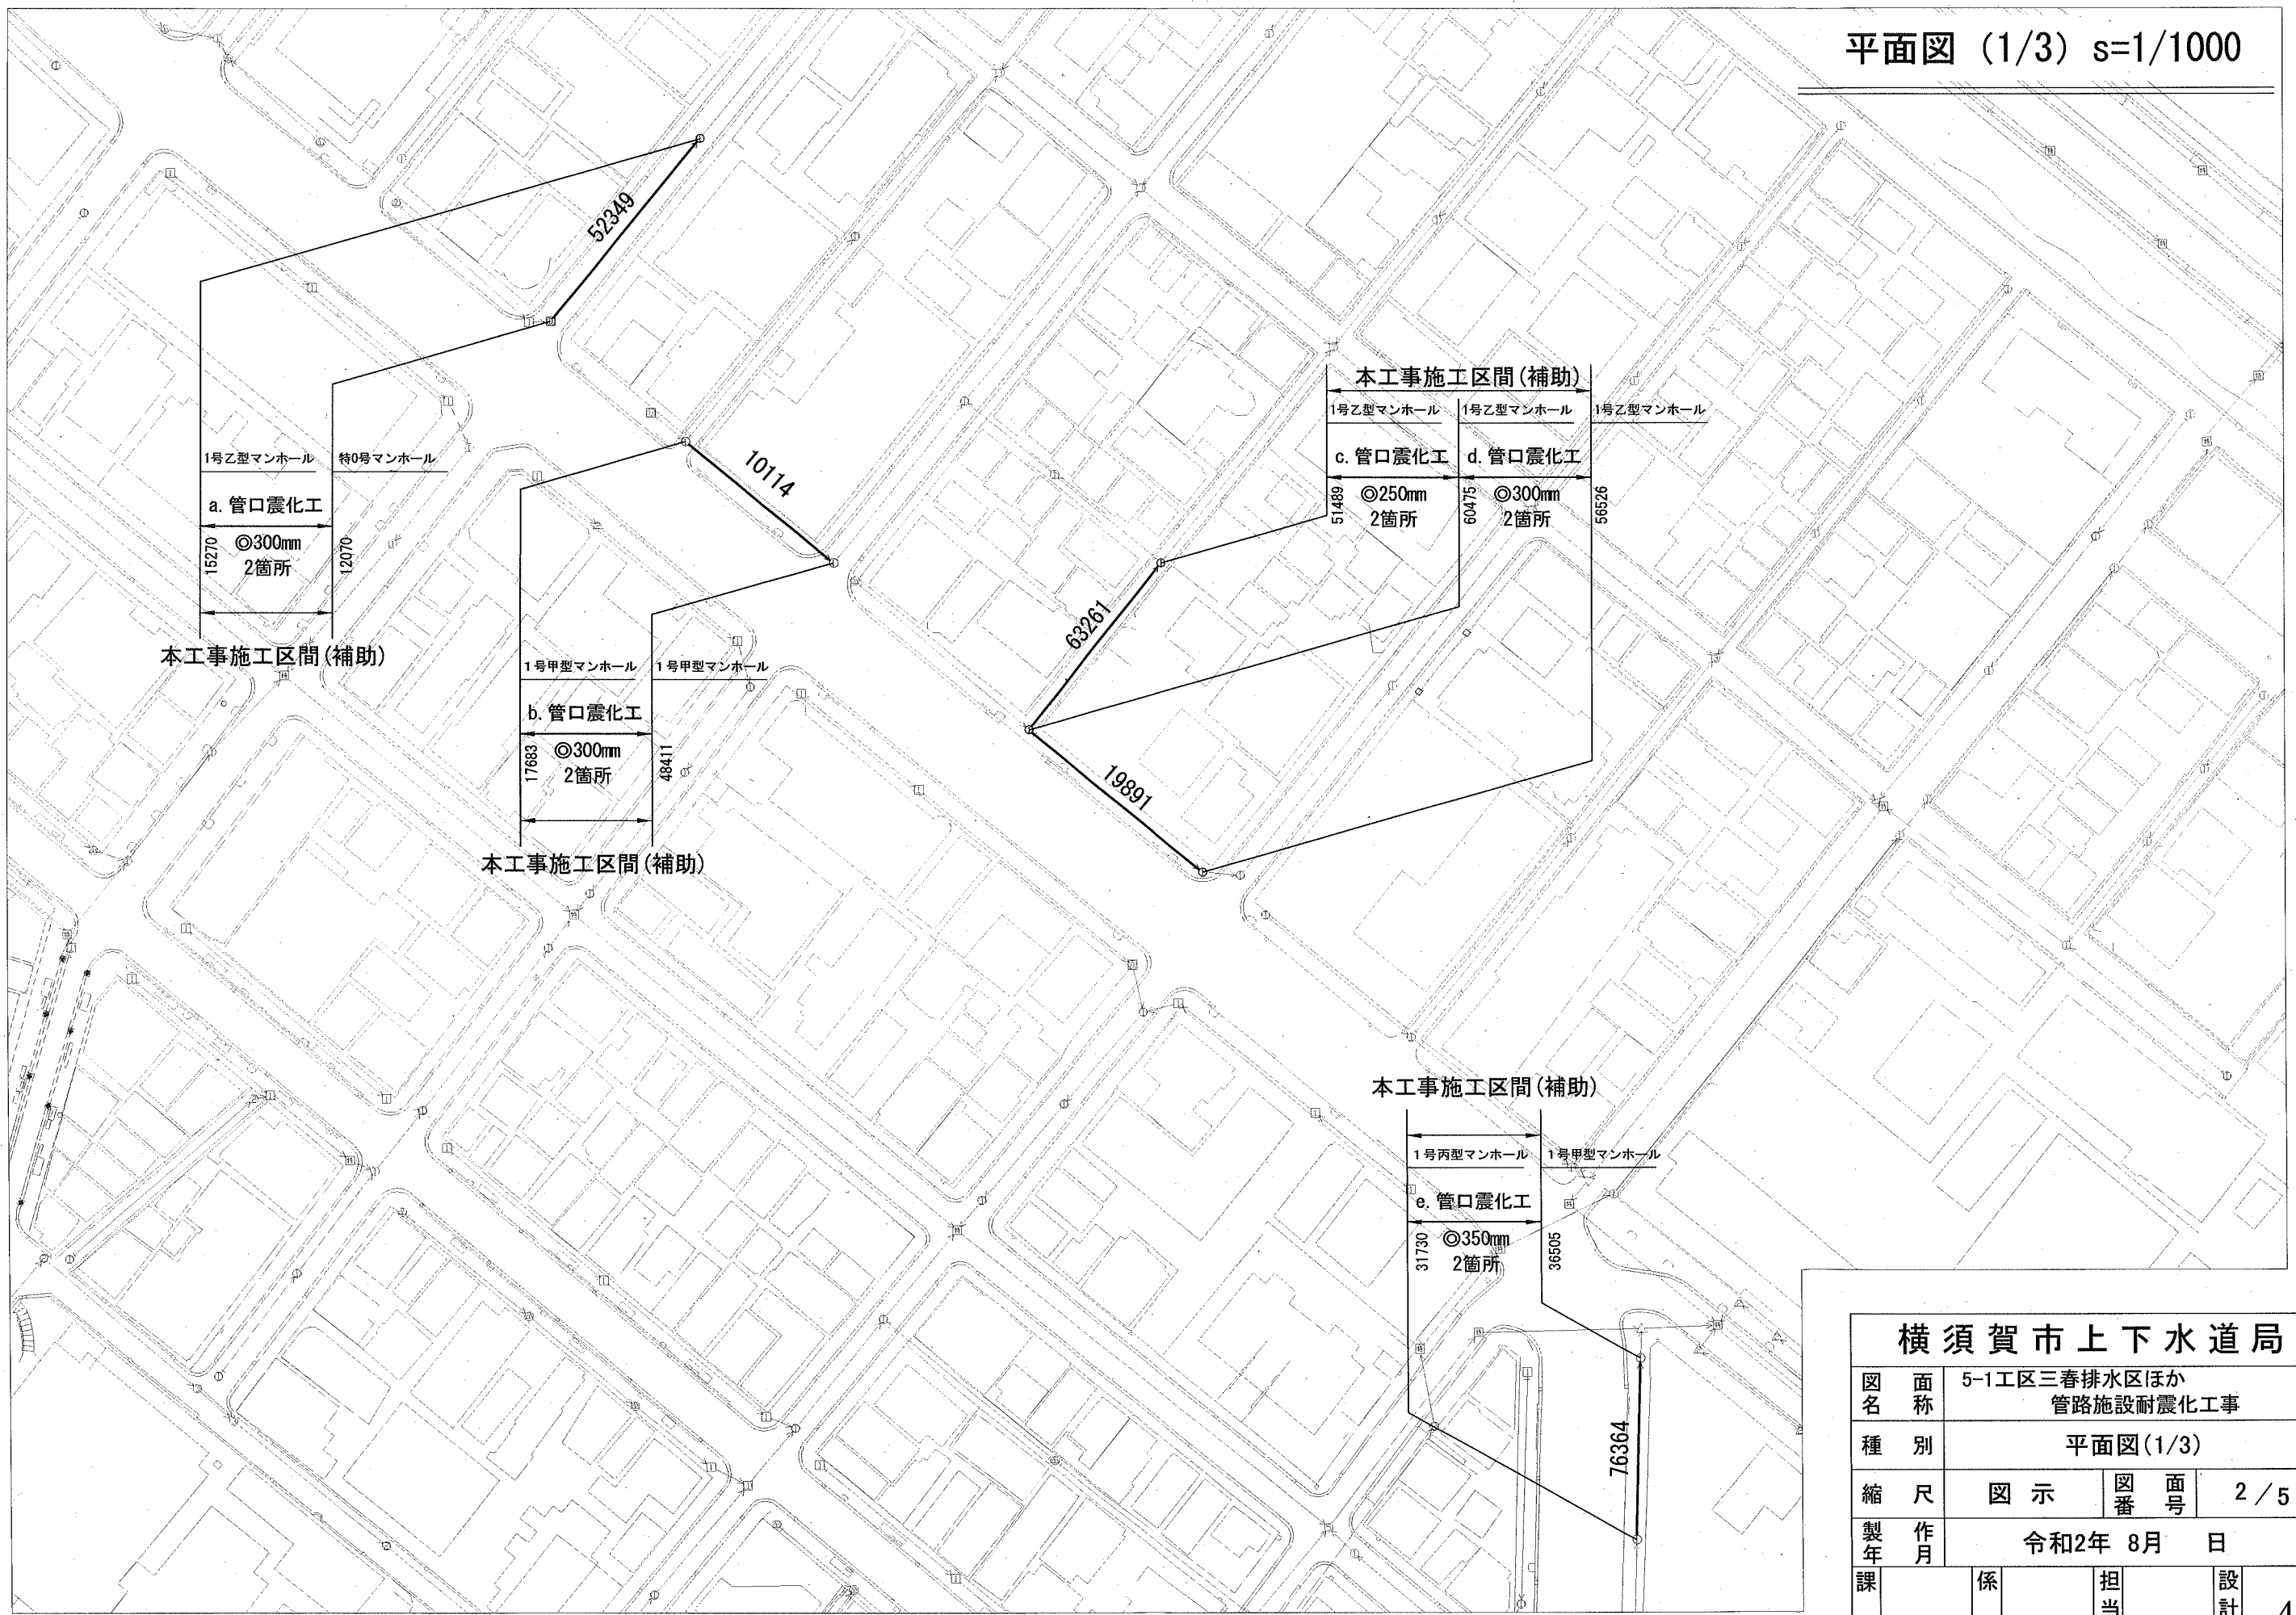 平面図 (1/3) s=1/1000
52349
1号乙型マンホール
特0号マンホール
a. 管口震化工
◎300mm
2箇所
15270
12070
本工事施工区間(補助)
10114
1号甲型マンホール
1号甲型マンホール
b. 管口震化工
◎300mm
2箇所
17683
48411
本工事施工区間(補助)
本工事施工区間(補助)
1号乙型マンホール
1号乙型マンホール
1号乙型マンホール
c. 管口震化工
d. 管口震化工
51489
◎250mm
2箇所
60475
◎300mm
2箇所
56526
63261
19891
本工事施工区間(補助)
1号丙型マンホール
1号甲型マンホール
e. 管口震化工
31730
◎350mm
2箇所
36505
76364
横須賀市上下水道局
図面名称
5-1工区三春排水区ほか
管路施設耐震化工事
種別
平面図(1/3)
縮尺
図示
図面番号
2/5
製作年月
令和2年 8月 日
課
係
担当
設計